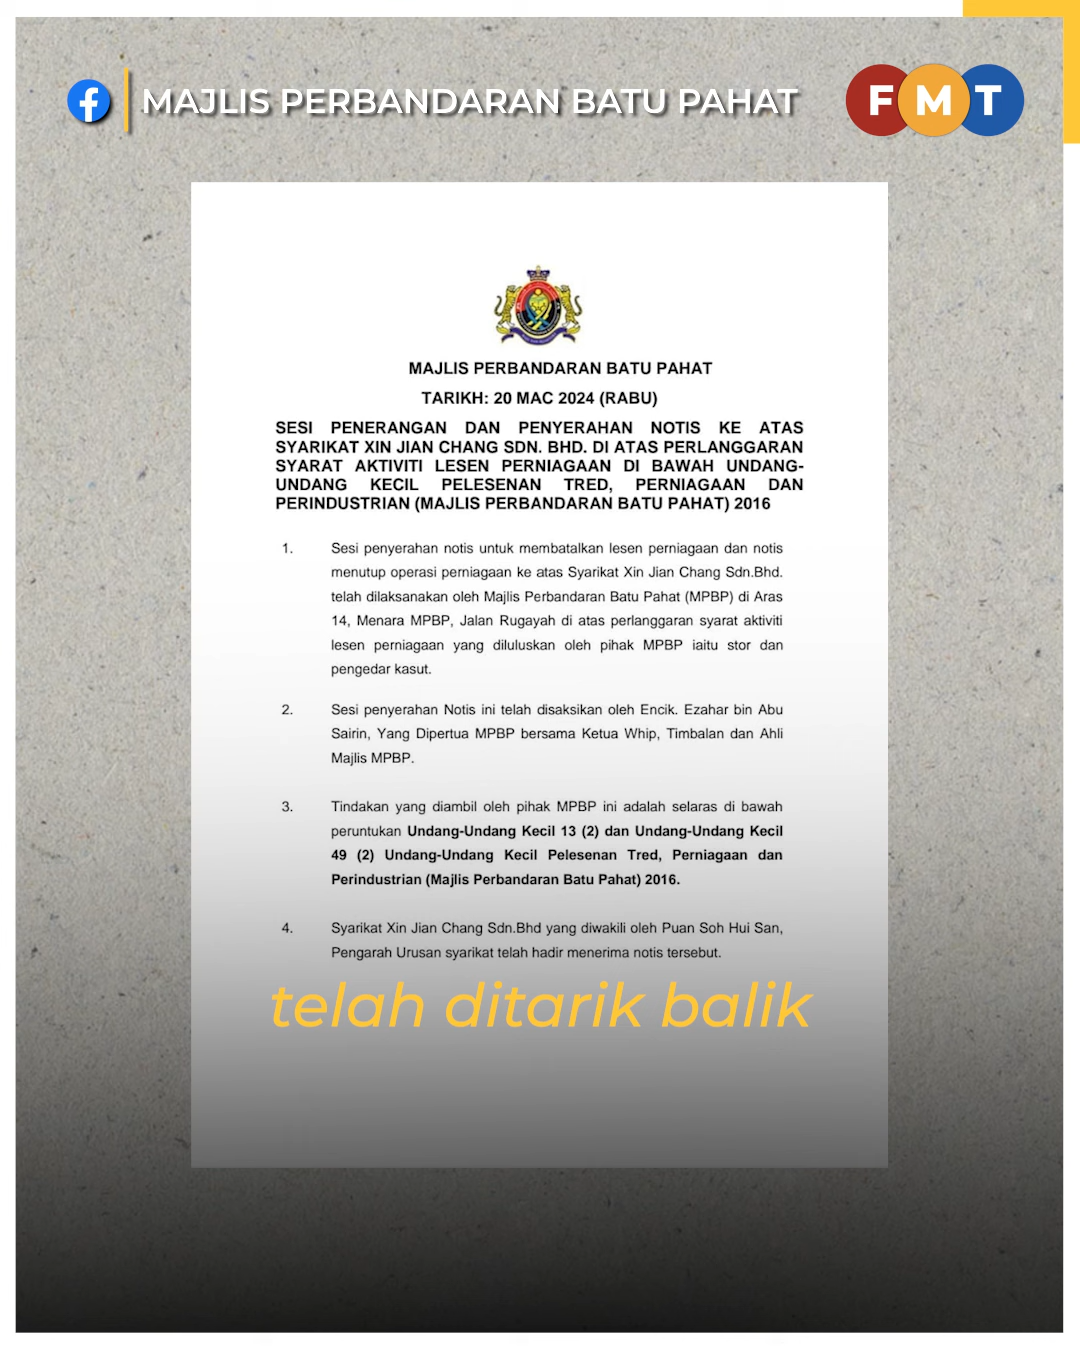 MAJLIS PERBANDARAN BATU PAHAT
FMT
MAJLIS PERBANDARAN BATU PAHAT
TARIKH: 20 MAC 2024 (RABU)
SESI PENERANGAN DAN PENYERAHAN NOTIS KE ATAS
SYARIKAT XIN JIAN CHANG SDN. BHD. DI ATAS PERLANGGARAN
SYARAT AKTIVITI LESEN PERNIAGAAN DI BAWAH UNDANG-
UNDANG KECIL PELESENAN TRED, PERNIAGAAN DAN
PERINDUSTRIAN (MAJLIS PERBANDARAN BATU PAHAT) 2016
1. Sesi penyerahan notis untuk membatalkan lesen perniagaan dan notis
menutup operasi perniagaan ke atas Syarikat Xin Jian Chang Sdn.Bhd.
telah dilaksanakan oleh Majlis Perbandaran Batu Pahat (MPBP) di Aras
14, Menara MPBP, Jalan Rugayah di atas perlanggaran syarat aktiviti
lesen perniagaan yang diluluskan oleh pihak MPBP iaitu stor dan
pengedar kasut.
2. Sesi penyerahan Notis ini telah disaksikan oleh Encik. Ezahar bin Abu
Sairin, Yang Dipertua MPBP bersama Ketua Whip, Timbalan dan Ahli
Majlis MPBP.
3. Tindakan yang diambil oleh pihak MPBP ini adalah selaras di bawah
peruntukan Undang-Undang Kecil 13 (2) dan Undang-Undang Kecil
49 (2) Undang-Undang Kecil Pelesenan Tred, Perniagaan dan
Perindustrian (Majlis Perbandaran Batu Pahat) 2016.
4. Syarikat Xin Jian Chang Sdn.Bhd yang diwakili oleh Puan Soh Hui San,
Pengarah Urusan syarikat telah hadir menerima notis tersebut.
telah ditarik balik